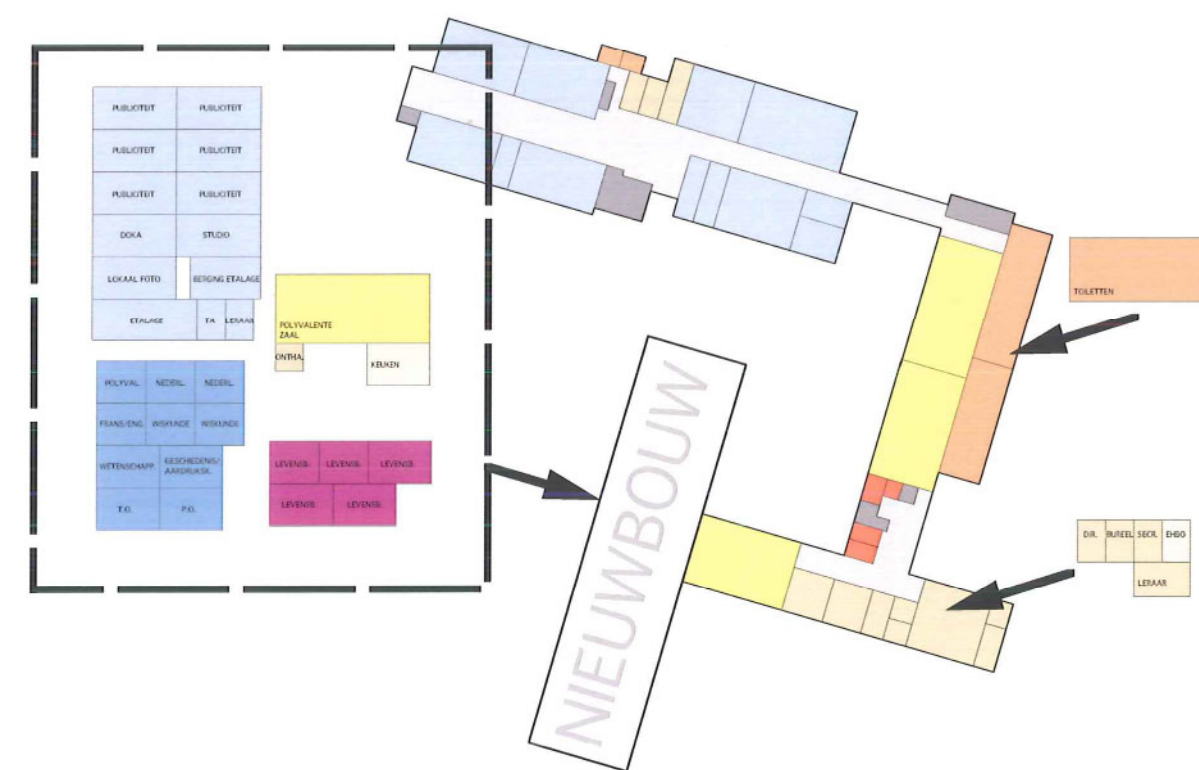 PUBLICITEIT PUBLICITEIT
PUBLICITEIT PUBLICITEIT
PUBLICITEIT PUBLICITEIT
DOKA STUDIO
LOKAAL FOTO BERGING ETALAGE
ETALAGE TA LERAAR
POLYVALENTE
ZAAL
ONTHA. KEUKEN
POLYVAL. NEDERL. NEDERL.
FRANS/ENG. WISKUNDE WISKUNDE
WETENSCHAPP. GESCHIEDENIS/
AARDRIJKSK.
T.O. P.O.
LEVENSB. LEVENSB. LEVENSB.
LEVENSB. LEVENSB.
NIEUWBOUW
TOILETTEN
DIR. BUREEL SECR. EHBO
LERAAR